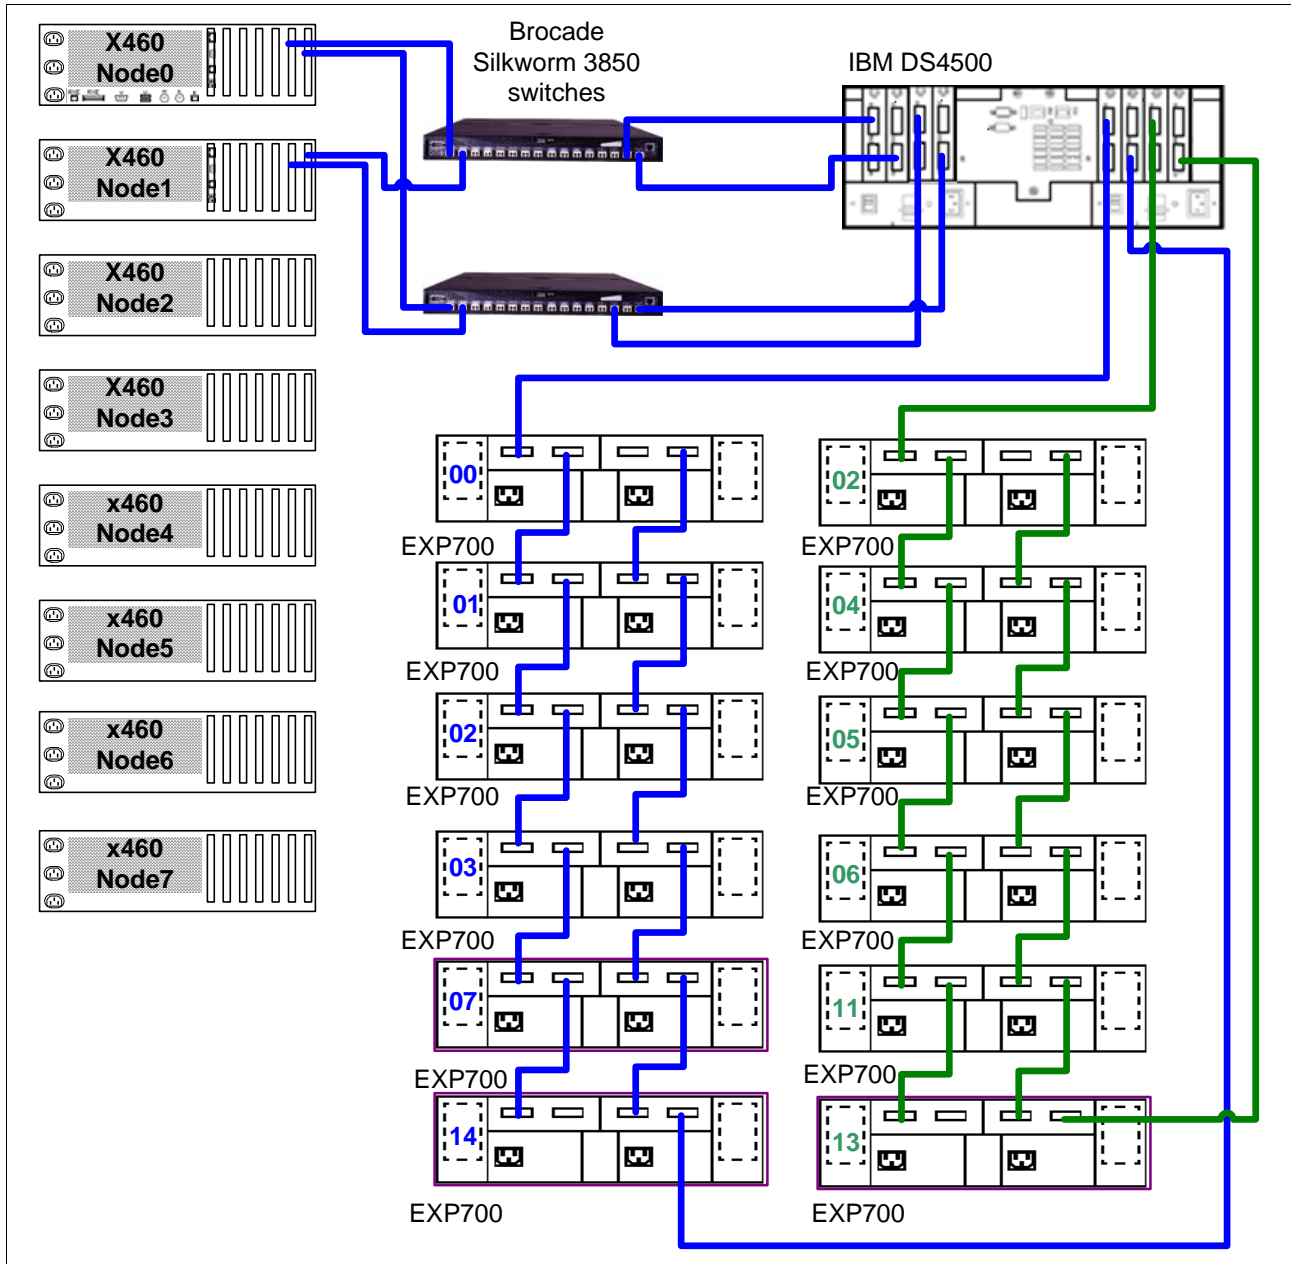 X460
Node0
X460
Node1
X460
Node2
X460
Node3
x460
Node4
x460
Node5
x460
Node6
x460
Node7
Brocade
Silkworm 3850
switches
IBM DS4500
00
EXP700
01
EXP700
02
EXP700
03
EXP700
07
EXP700
14
EXP700
02
EXP700
04
EXP700
05
EXP700
06
EXP700
11
EXP700
13
EXP700